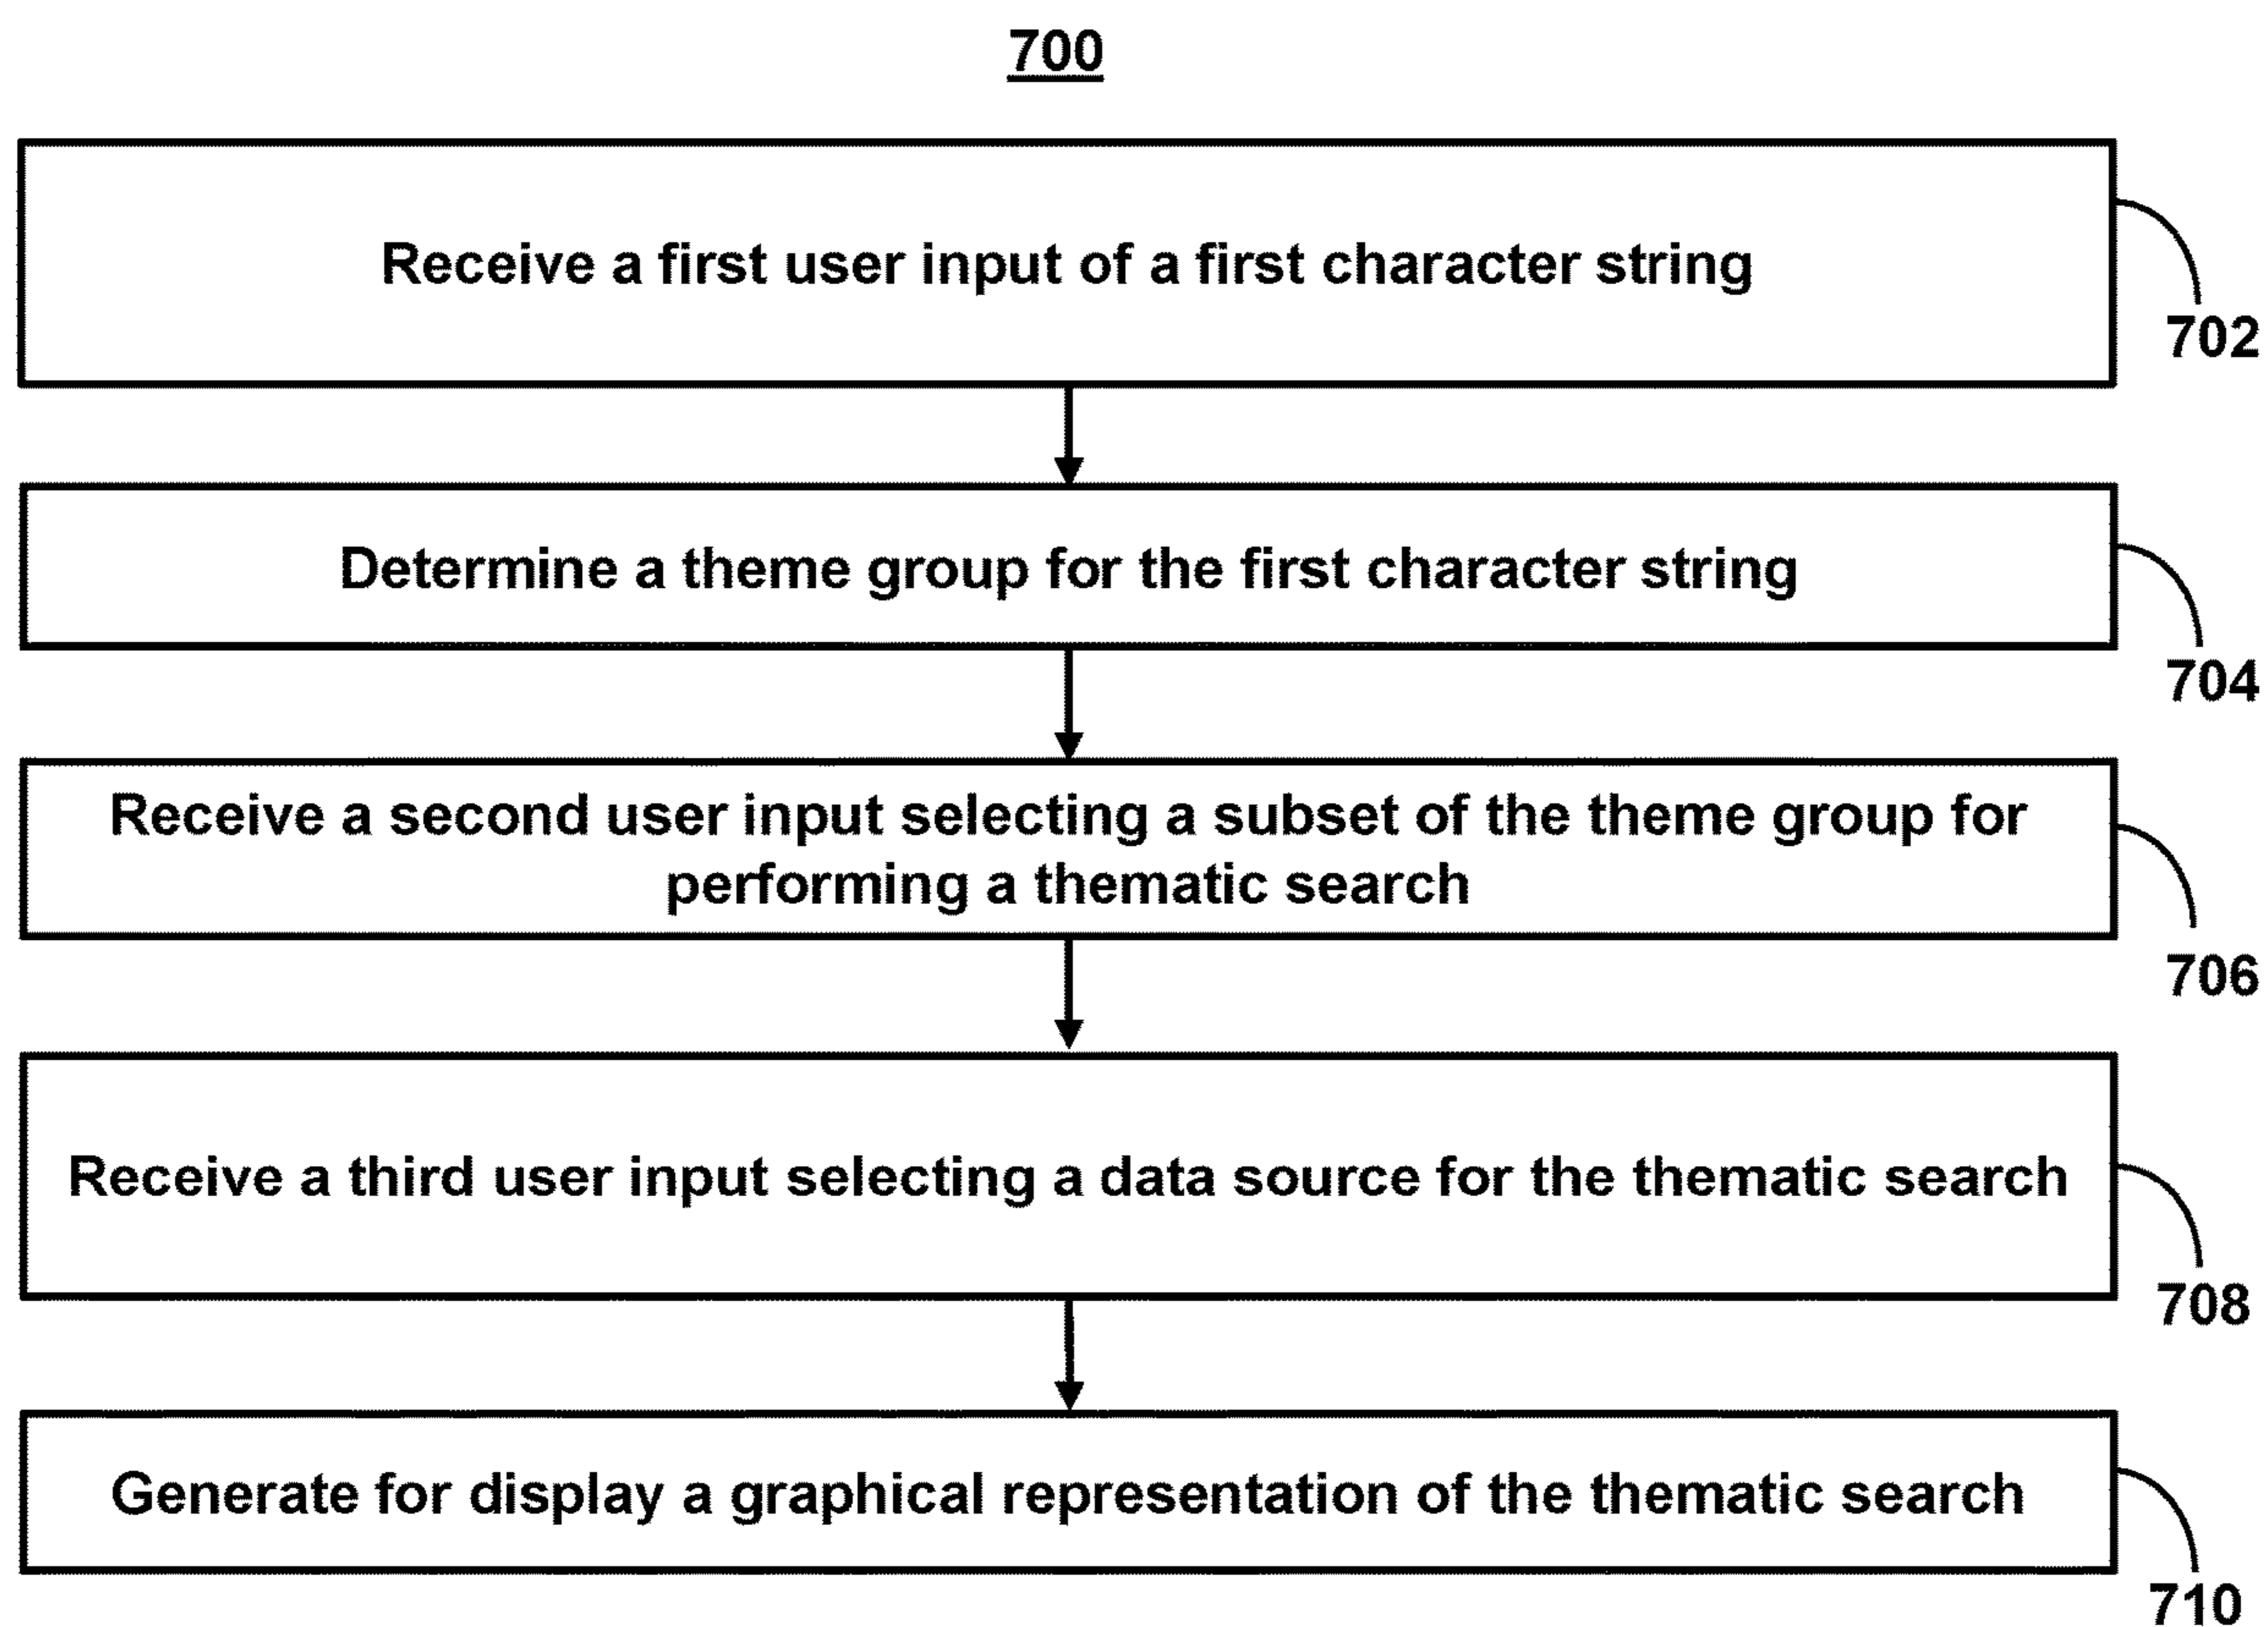 700
Receive a first user input of a first character string
702
Determine a theme group for the first character string
704
Receive a second user input selecting a subset of the theme group for
performing a thematic search
706
Receive a third user input selecting a data source for the thematic search
708
Generate for display a graphical representation of the thematic search
710